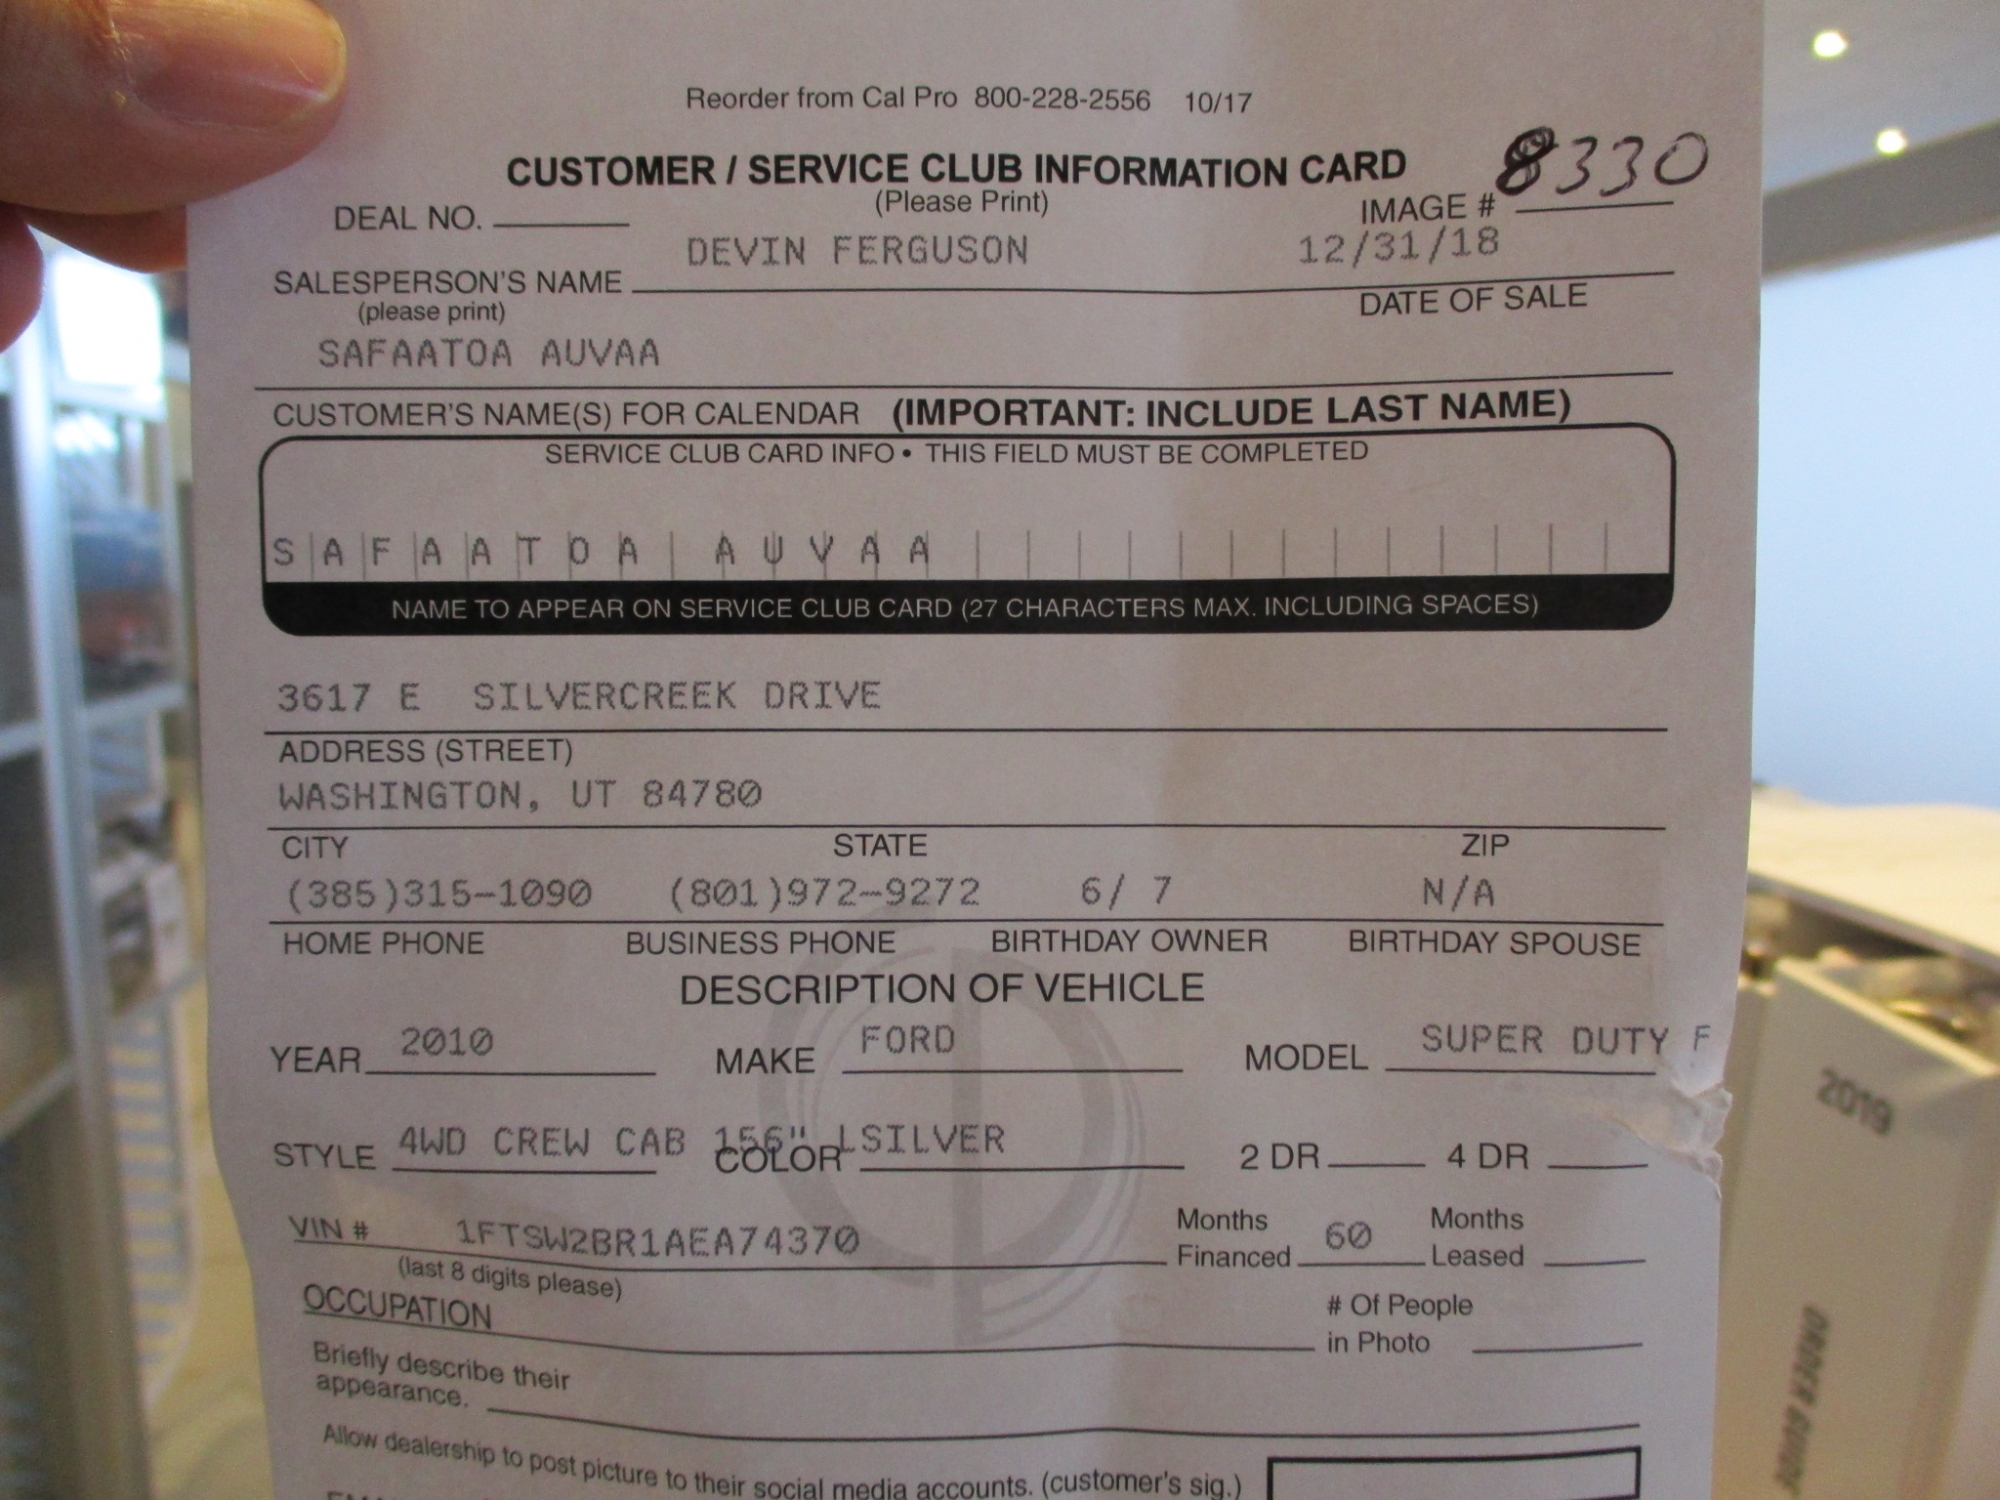 Reorder from Cal Pro 800-228-2556 10/17
CUSTOMER / SERVICE CLUB INFORMATION CARD 8330
(Please Print)
DEAL NO. IMAGE #
DEVIN FERGUSON 12/31/18
SALESPERSON'S NAME DATE OF SALE
(please print)
SAFAATOA AUVAA
CUSTOMER'S NAME(S) FOR CALENDAR (IMPORTANT: INCLUDE LAST NAME)
SERVICE CLUB CARD INFO • THIS FIELD MUST BE COMPLETED
SAFAATOA AUVAA
NAME TO APPEAR ON SERVICE CLUB CARD (27 CHARACTERS MAX. INCLUDING SPACES)
3617 E SILVERCREEK DRIVE
ADDRESS (STREET)
WASHINGTON, UT 84780
CITY STATE ZIP
(385)315-1090 (801)972-9272 6/ 7 N/A
HOME PHONE BUSINESS PHONE BIRTHDAY OWNER BIRTHDAY SPOUSE
DESCRIPTION OF VEHICLE
YEAR 2010 MAKE FORD MODEL SUPER DUTY F
STYLE 4WD CREW CAB 156" LSILVER COLOR 2 DR 4 DR
VIN # 1FTSW2BR1AEA74370 Months Financed 60 Months Leased
(last 8 digits please)
OCCUPATION # Of People in Photo
Briefly describe their
appearance.
Allow dealership to post picture to their social media accounts. (customer's sig.)
2019
ORDER GUIDE